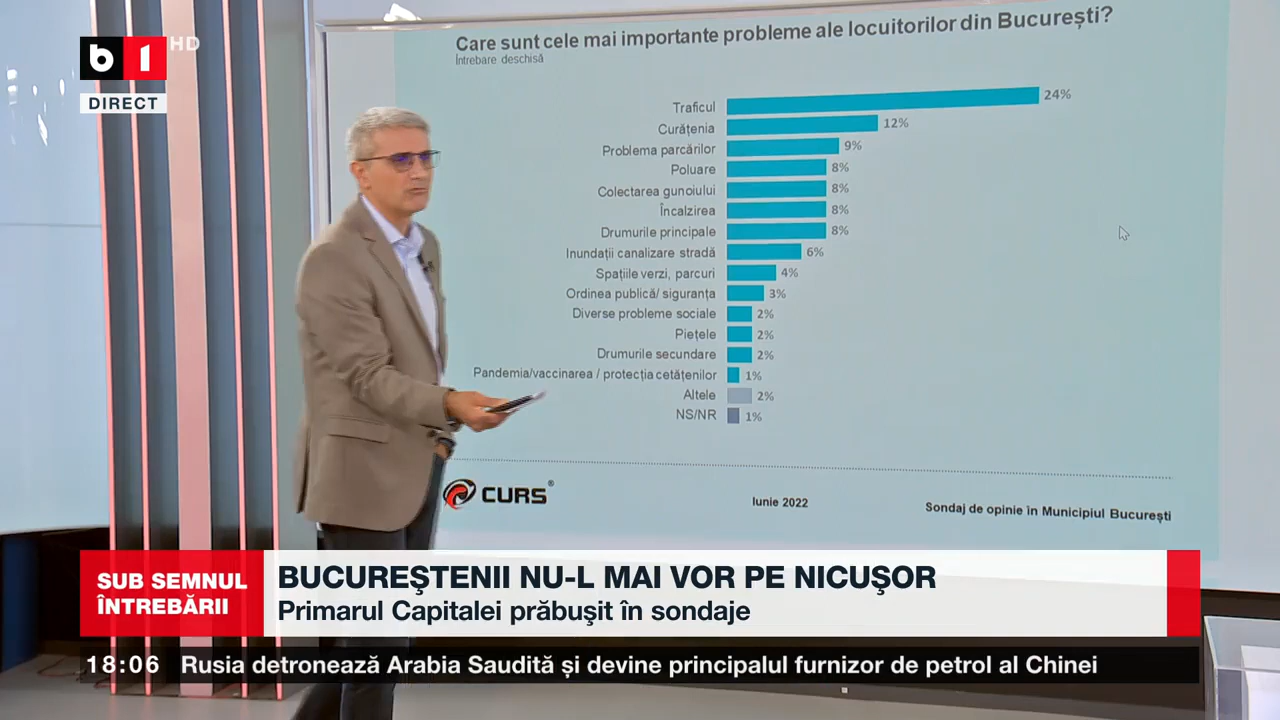 b1 HD
DIRECT
Care sunt cele mai importante probleme ale locuitorilor din București?
Întrebare deschisă
Traficul 24%
Curățenia 12%
Problema parcărilor 9%
Poluare 8%
Colectarea gunoiului 8%
Încalzirea 8%
Drumurile principale 8%
Inundații canalizare stradă 6%
Spațiile verzi, parcuri 4%
Ordinea publică/ siguranța 3%
Diverse probleme sociale 2%
Piețele 2%
Drumurile secundare 2%
Pandemia/vaccinarea / protecția cetățenilor 1%
Altele 2%
NS/NR 1%
CURS®
Iunie 2022
Sondaj de opinie in Municipiul București
SUB SEMNUL
ÎNTREBĂRII
BUCUREŞTENII NU-L MAI VOR PE NICUŞOR
Primarul Capitalei prăbuşit în sondaje
18:06 Rusia detronează Arabia Saudită și devine principalul furnizor de petrol al Chinei